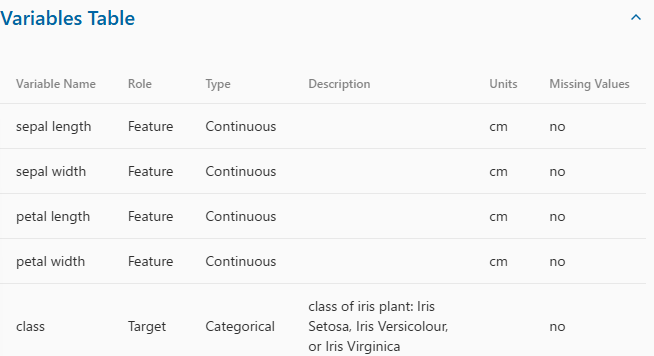 Variables Table
Variable Name Role Type Description Units Missing Values
sepal length Feature Continuous cm no
sepal width Feature Continuous cm no
petal length Feature Continuous cm no
petal width Feature Continuous cm no
class of iris plant: Iris
class Target Categorical Setosa, Iris Versicolour, no
or Iris Virginica